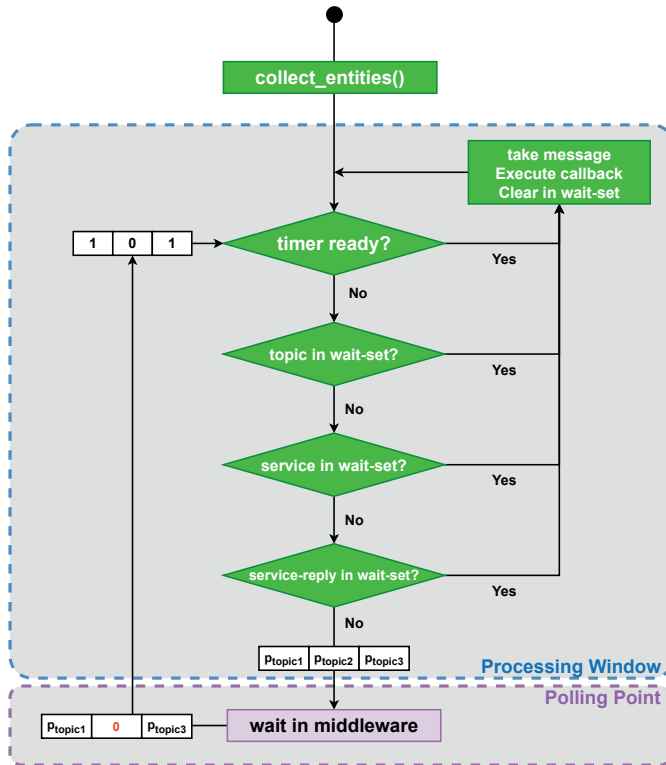 collect_entities()
take message
Execute callback
Clear in wait-set
1 0 1
timer ready?
Yes
No
topic in wait-set?
Yes
No
service in wait-set?
Yes
No
service-reply in wait-set?
Yes
No
ptopic1 ptopic2 ptopic3
Processing Window
Polling Point
ptopic1 0 ptopic3
wait in middleware